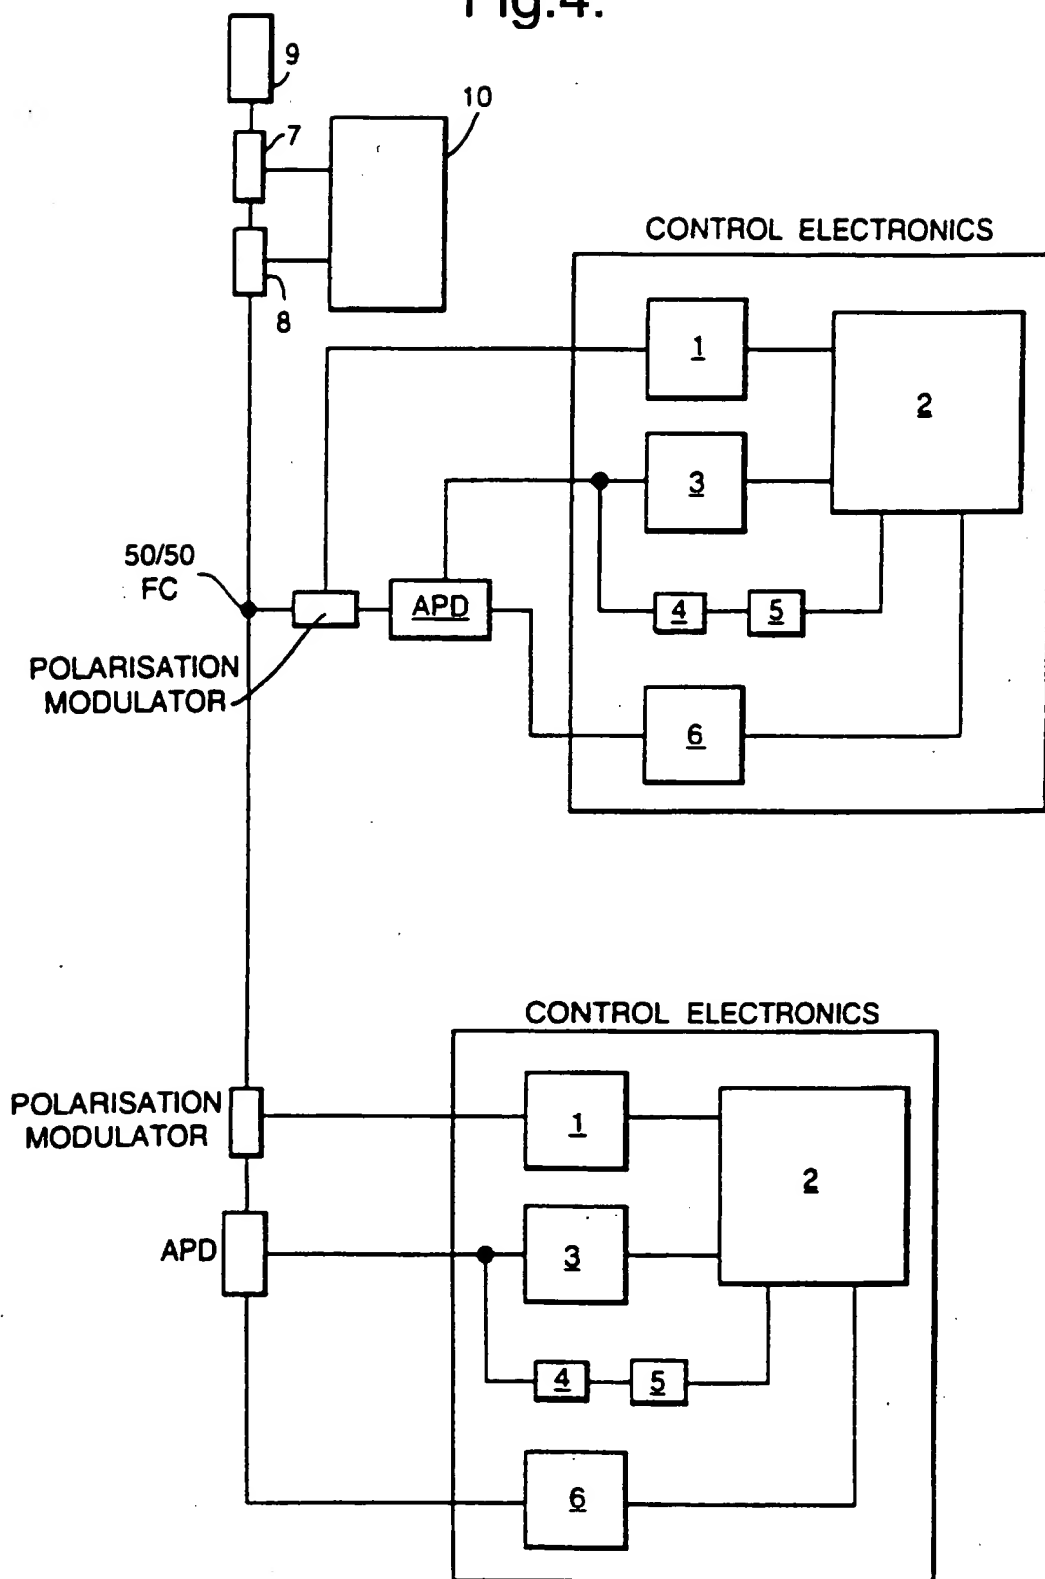 Fig.4.
9
7
10
8
CONTROL ELECTRONICS
1
2
3
50/50
FC
APD
4
5
POLARISATION
MODULATOR
6
CONTROL ELECTRONICS
POLARISATION
MODULATOR
1
2
APD
3
4
5
6